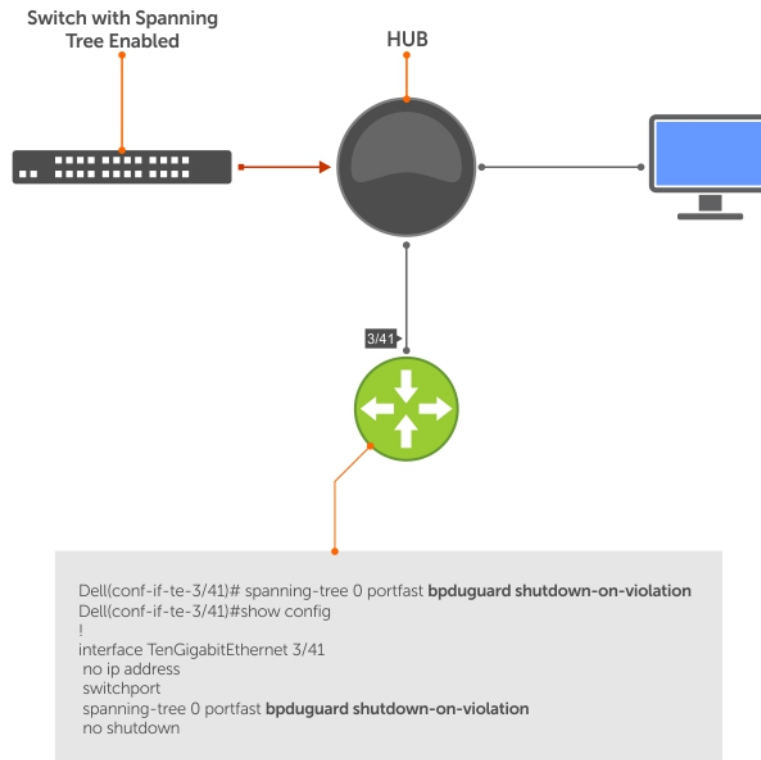 Switch with Spanning
Tree Enabled
HUB
3/41
Dell(conf-if-te-3/41)# spanning-tree 0 portfast bpduguard shutdown-on-violation
Dell(conf-if-te-3/41)#show config
!
interface TenGigabitEthernet 3/41
no ip address
switchport
spanning-tree 0 portfast bpduguard shutdown-on-violation
no shutdown